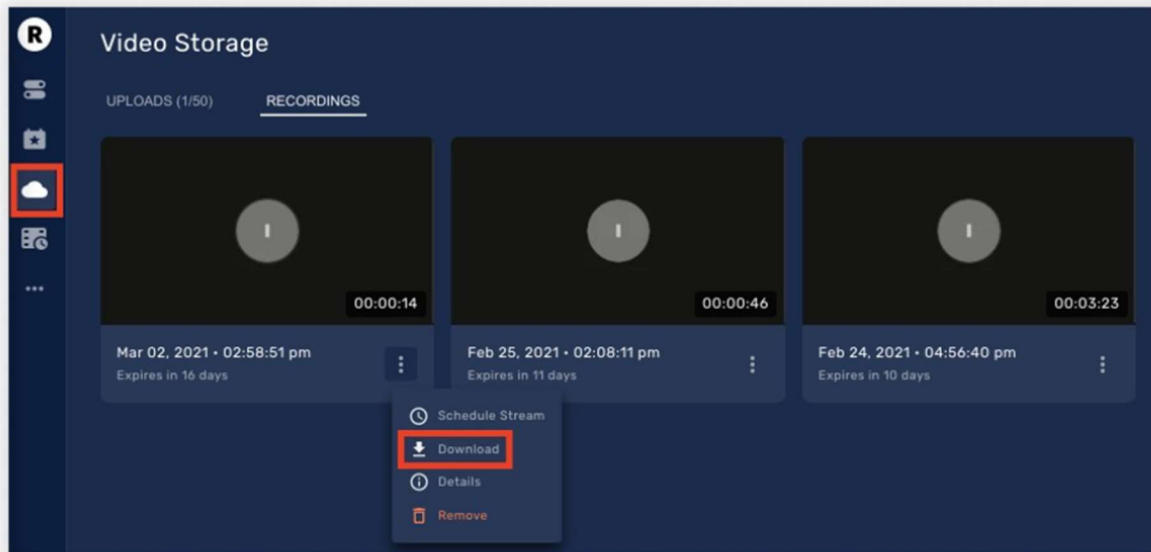 R
Video Storage
UPLOADS (1/50) RECORDINGS
I I I
00:00:14 00:00:46 00:03:23
Mar 02, 2021 • 02:58:51 pm Feb 25, 2021 • 02:08:11 pm Feb 24, 2021 • 04:56:40 pm
Expires in 16 days Expires in 11 days Expires in 10 days
Schedule Stream
Download
Details
Remove